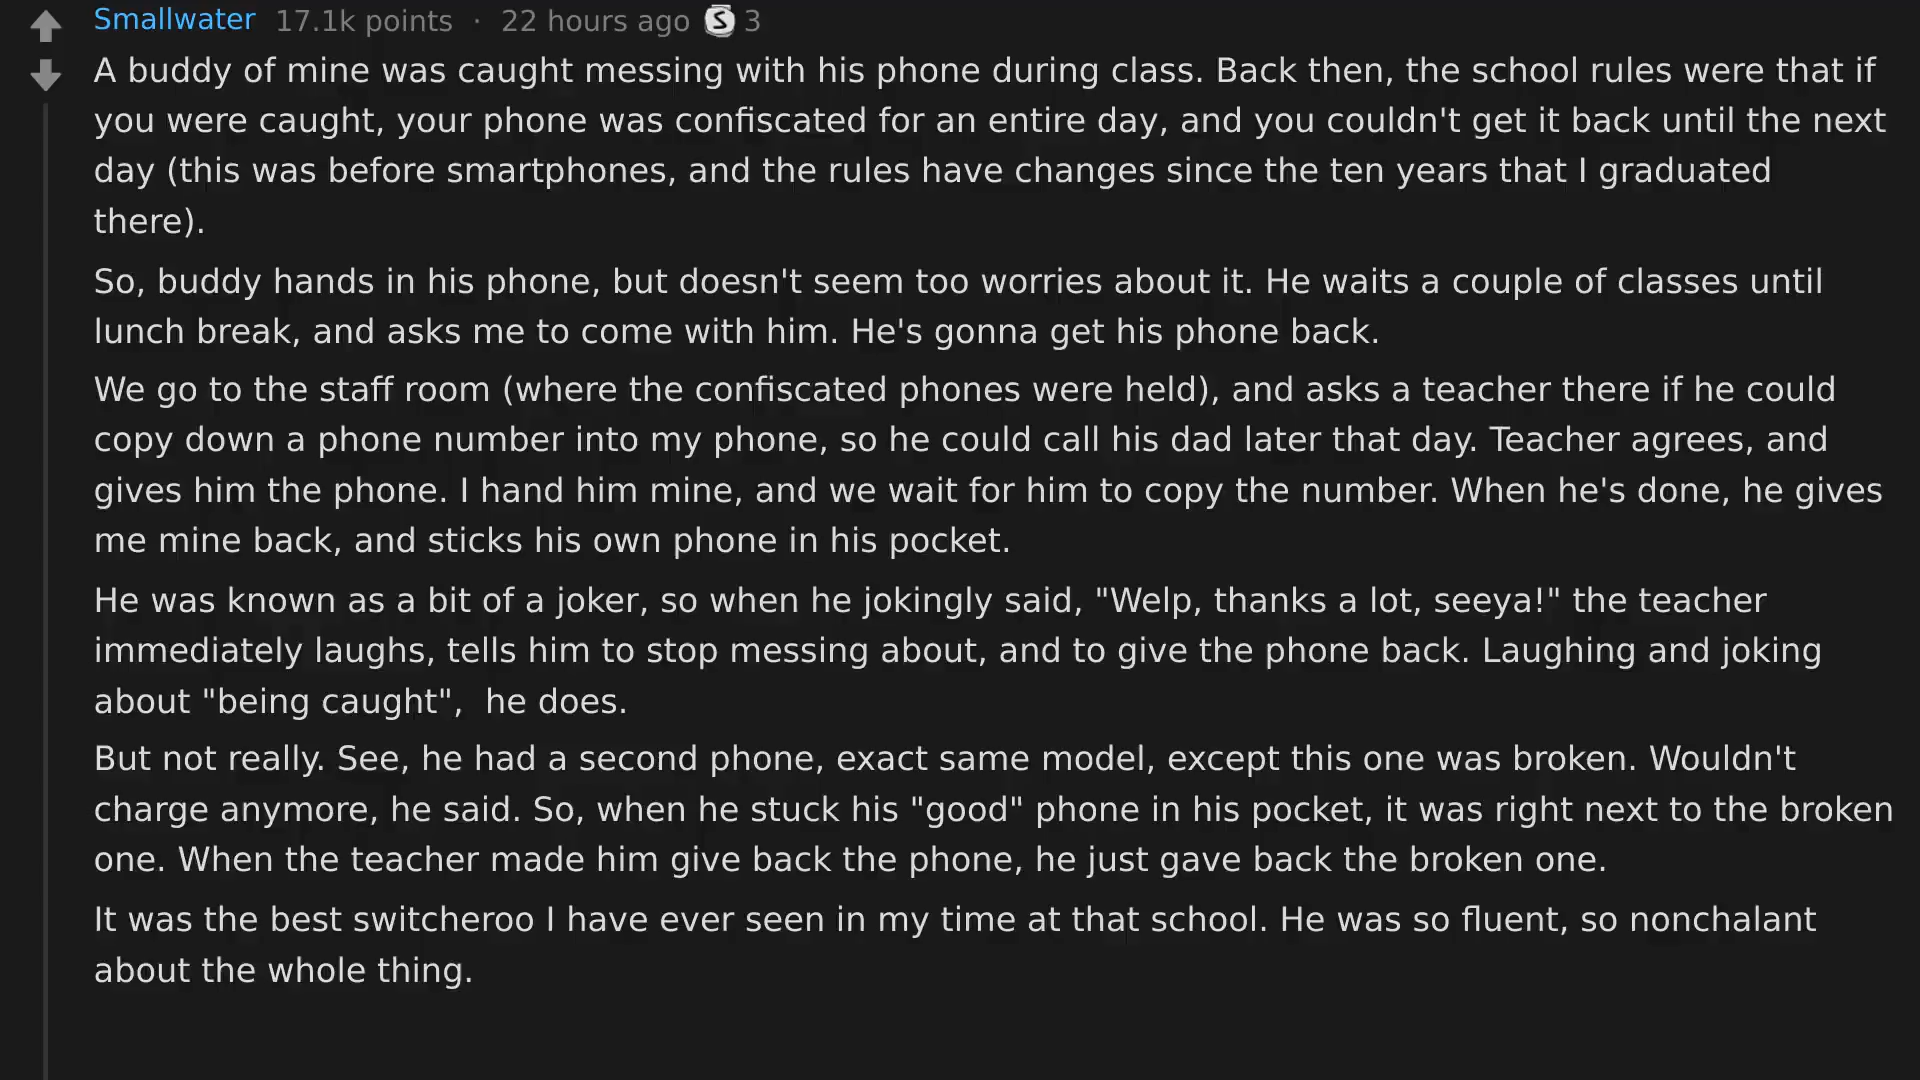 Smallwater 17.1k points · 22 hours ago S 3
A buddy of mine was caught messing with his phone during class. Back then, the school rules were that if
you were caught, your phone was confiscated for an entire day, and you couldn't get it back until the next
day (this was before smartphones, and the rules have changes since the ten years that I graduated
there).
So, buddy hands in his phone, but doesn't seem too worries about it. He waits a couple of classes until
lunch break, and asks me to come with him. He's gonna get his phone back.
We go to the staff room (where the confiscated phones were held), and asks a teacher there if he could
copy down a phone number into my phone, so he could call his dad later that day. Teacher agrees, and
gives him the phone. I hand him mine, and we wait for him to copy the number. When he's done, he gives
me mine back, and sticks his own phone in his pocket.
He was known as a bit of a joker, so when he jokingly said, "Welp, thanks a lot, seeya!" the teacher
immediately laughs, tells him to stop messing about, and to give the phone back. Laughing and joking
about "being caught",  he does.
But not really. See, he had a second phone, exact same model, except this one was broken. Wouldn't
charge anymore, he said. So, when he stuck his "good" phone in his pocket, it was right next to the broken
one. When the teacher made him give back the phone, he just gave back the broken one.
It was the best switcheroo I have ever seen in my time at that school. He was so fluent, so nonchalant
about the whole thing.